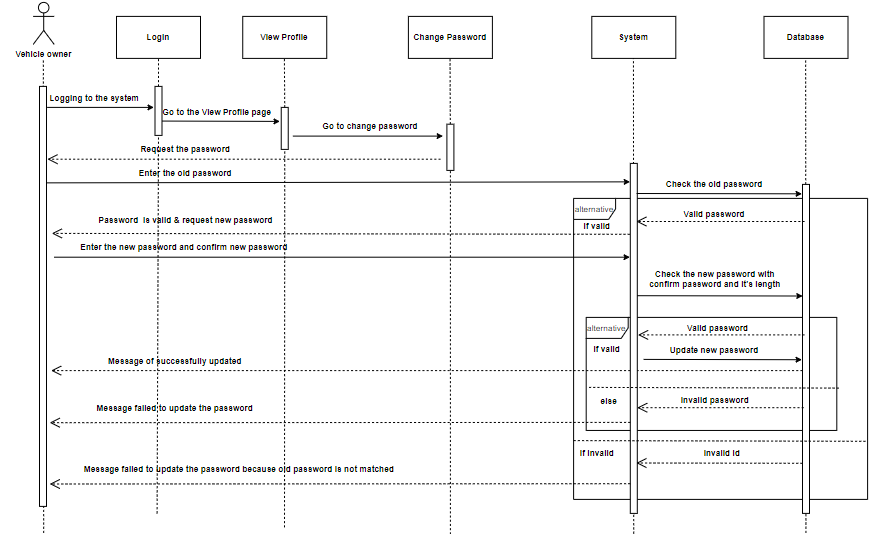 Vehicle owner
Login
View Profile
Change Password
System
Database
Logging to the system
Go to the View Profile page
Go to change password
Request the password
Enter the old password
Check the old password
alternative
Valid password
If valid
Password is valid & request new password
Enter the new password and confirm new password
Check the new password with
confirm password and it's length
alternative
Valid password
If valid
Update new password
Message of successfully updated
else
Invalid password
Message failed to update the password
If Invalid
Invalid Id
Message failed to update the password because old password is not matched